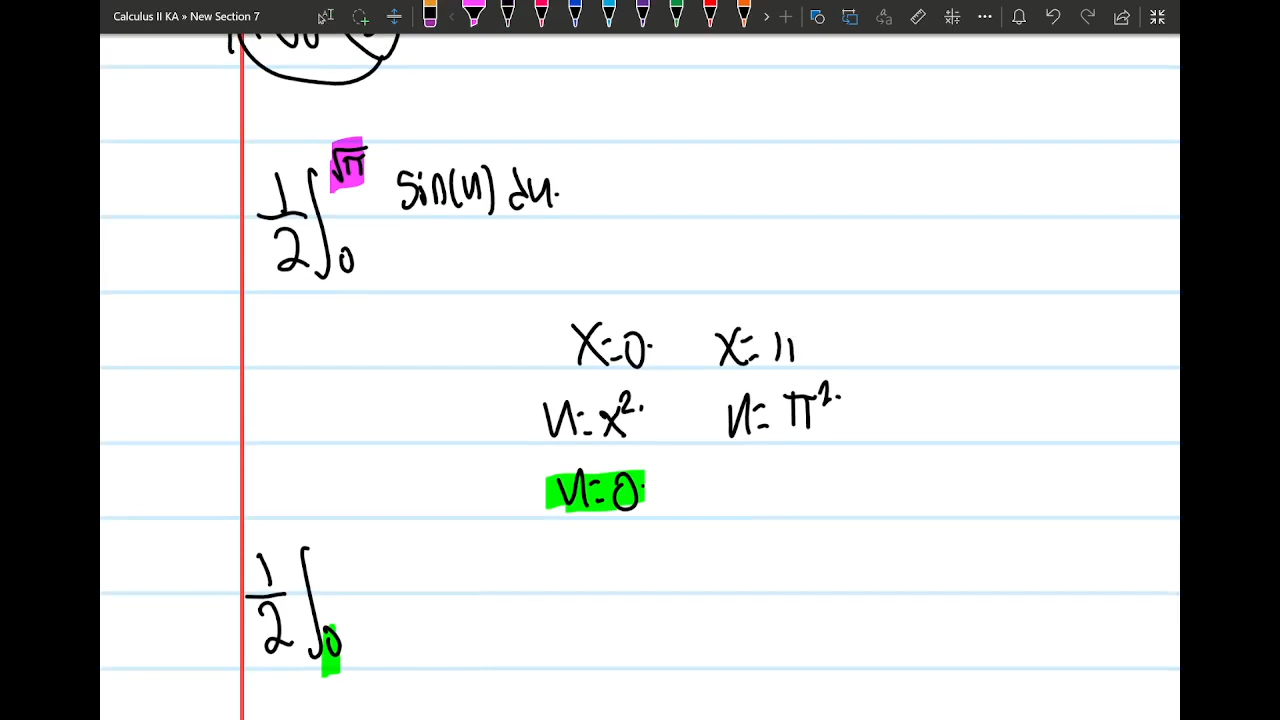 Calculus II KA » New Section 7
1/2 ∫₀^√π sin(u) du.
x=0. x=π
u=x². u=π².
u=0.
1/2 ∫₀